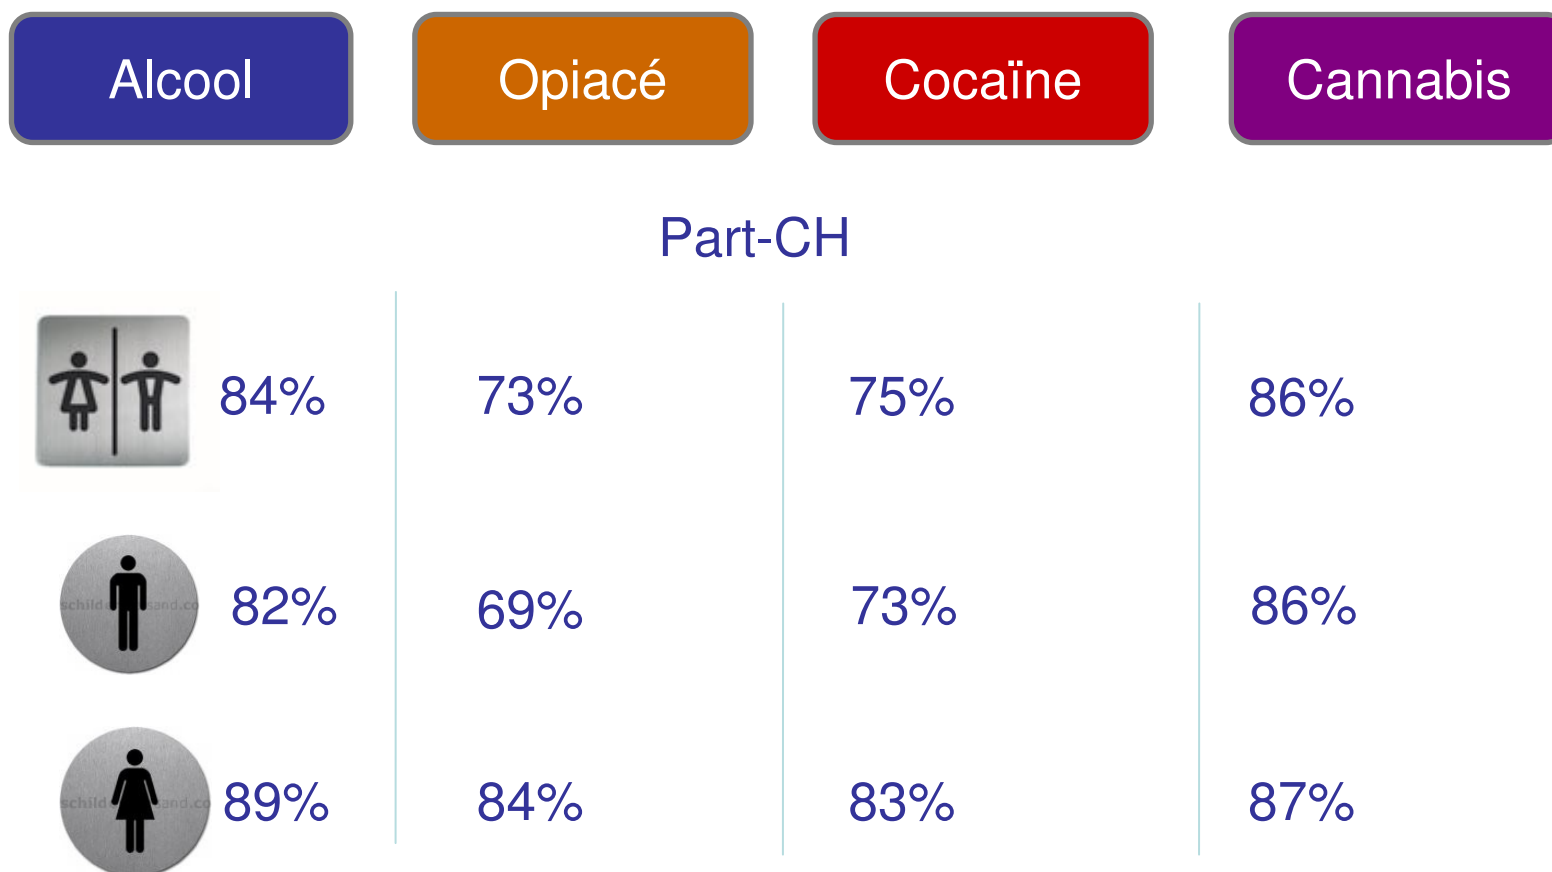 Alcool Opiacé Cocaïne Cannabis
Part-CH
84% 73% 75% 86%
82% 69% 73% 86%
89% 84% 83% 87%